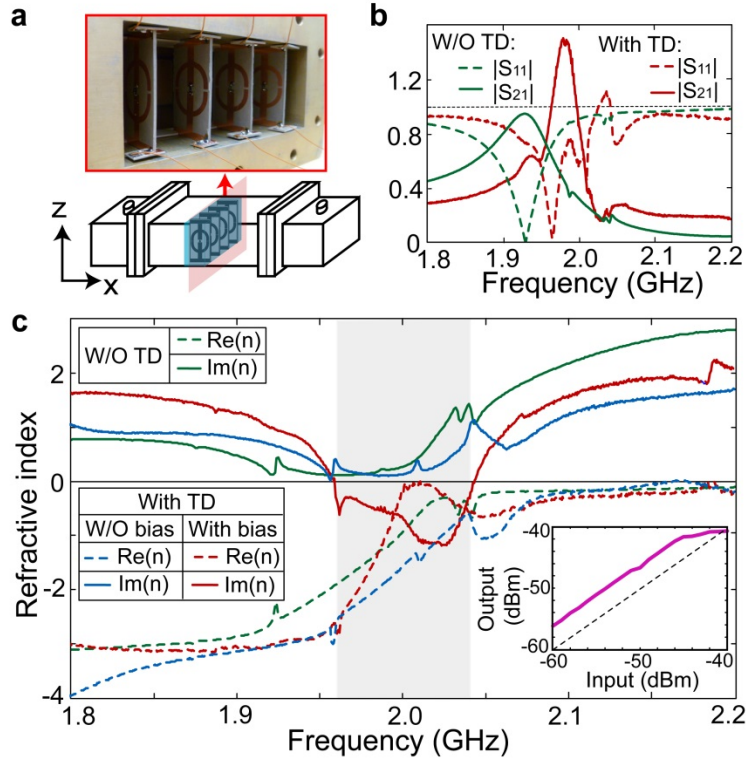 a
z
x
b
W/O TD: With TD:
|S11| |S11|
|S21| |S21|
1.2
0.8
0.4
0
1.8 1.9 2.0 2.1 2.2
Frequency (GHz)
c
W/O TD Re(n)
Im(n)
2
0
-2
-4
Refractive index
With TD
W/O bias With bias
Re(n) Re(n)
Im(n) Im(n)
-40
-50
-60
Output
(dBm)
-60 -50 -40
Input (dBm)
1.8 1.9 2.0 2.1 2.2
Frequency (GHz)